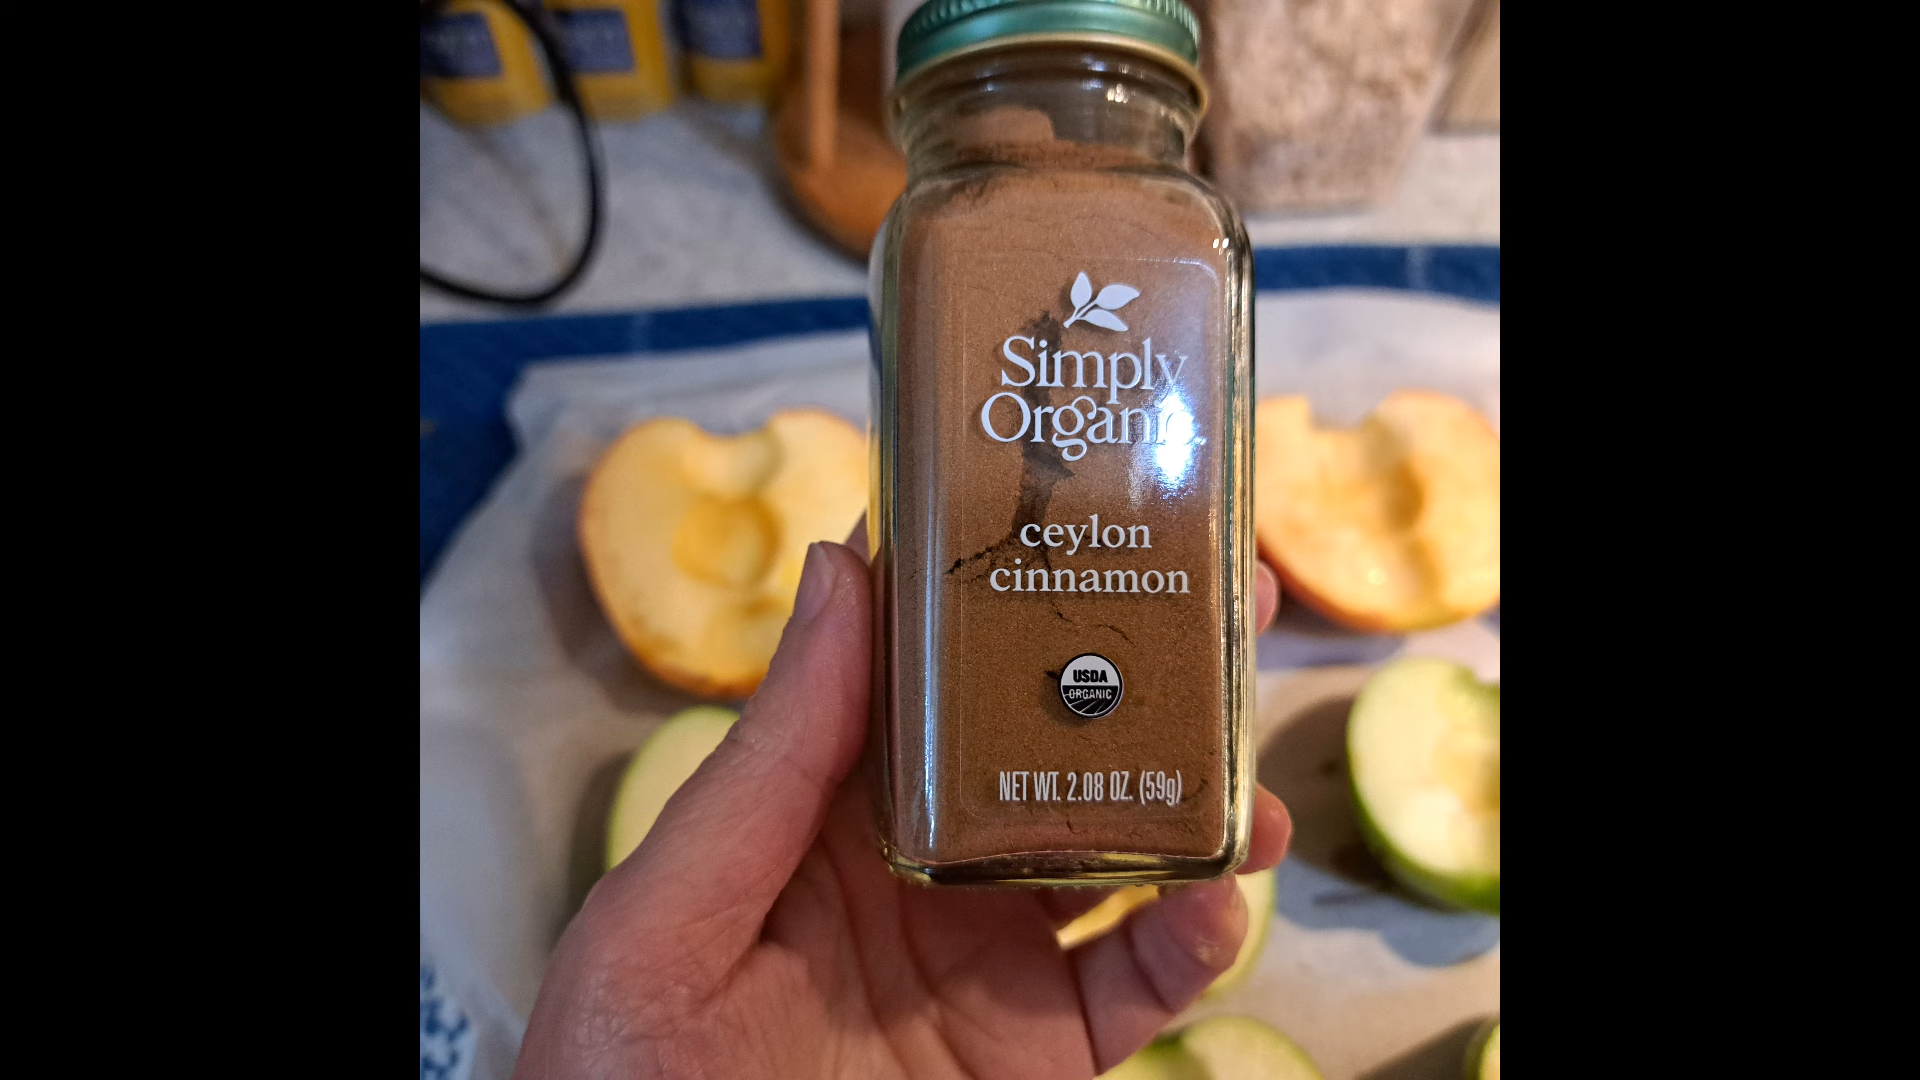 Simply
Organic
ceylon
cinnamon
USDA
ORGANIC
NET WT. 2.08 OZ. (59g)